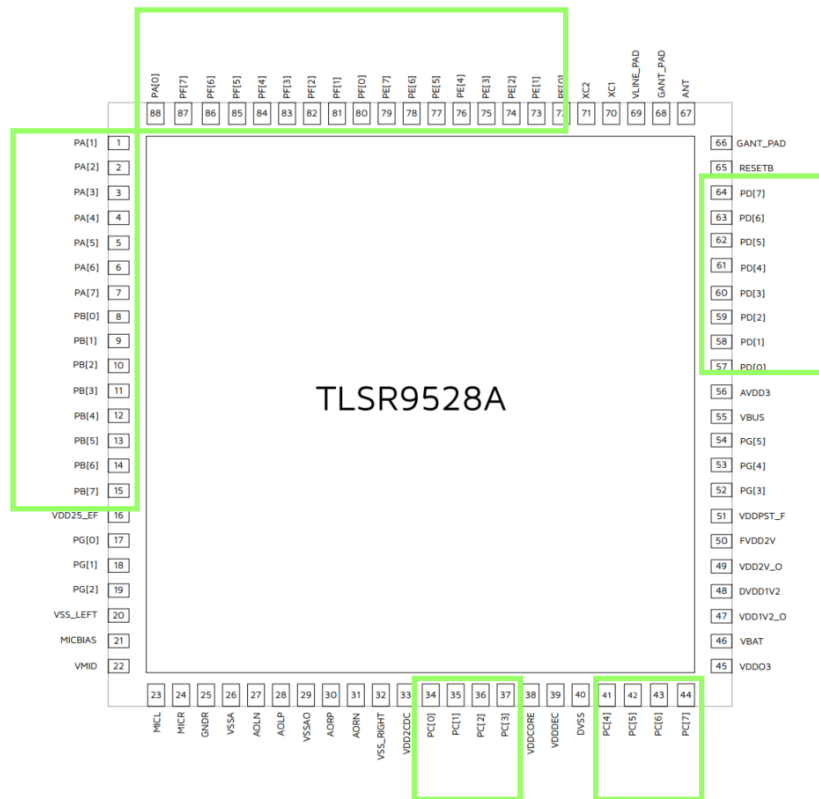 PA[0] PF[7] PF[6] PF[5] PF[4] PF[3] PF[2] PF[1] PF[0] PE[7] PE[6] PE[5] PE[4] PE[3] PE[2] PE[1] PE[0] XC2 XC1 VLINE_PAD GANT_PAD ANT
88 87 86 85 84 83 82 81 80 79 78 77 76 75 74 73 72 71 70 69 68 67
PA[1] 1
PA[2] 2
PA[3] 3
PA[4] 4
PA[5] 5
PA[6] 6
PA[7] 7
PB[0] 8
PB[1] 9
PB[2] 10
PB[3] 11
PB[4] 12
PB[5] 13
PB[6] 14
PB[7] 15
VDD25_EF 16
PG[0] 17
PG[1] 18
PG[2] 19
VSS_LEFT 20
MICBIAS 21
VMID 22
TLSR9528A
66 GANT_PAD
65 RESETB
64 PD[7]
63 PD[6]
62 PD[5]
61 PD[4]
60 PD[3]
59 PD[2]
58 PD[1]
57 PD[0]
56 AVDD3
55 VBUS
54 PG[5]
53 PG[4]
52 PG[3]
51 VDDPST_F
50 FVDD2V
49 VDD2V_O
48 DVDD1V2
47 VDD1V2_O
46 VBAT
45 VDDO3
23 24 25 26 27 28 29 30 31 32 33 34 35 36 37 38 39 40 41 42 43 44
MICL MICR GNDR VSSA AOLN AOLP VSSAO AORP AORN VSS_RIGHT VDD2CDC PC[0] PC[1] PC[2] PC[3] VDDCORE VDDDEC DVSS PC[4] PC[5] PC[6] PC[7]